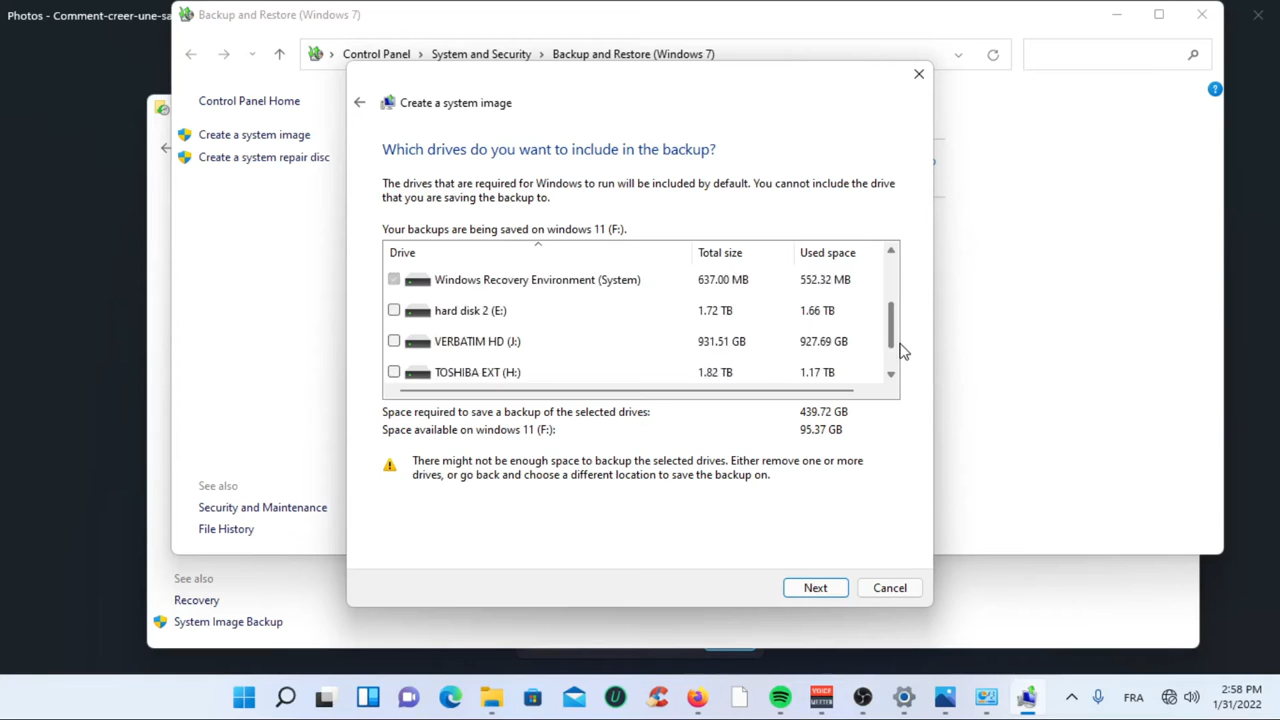 Photos - Comment-creer-une-sa
Backup and Restore (Windows 7)
Control Panel > System and Security > Backup and Restore (Windows 7)
Control Panel Home
Create a system image
Create a system repair disc
Create a system image
Which drives do you want to include in the backup?
The drives that are required for Windows to run will be included by default. You cannot include the drive
that you are saving the backup to.
Your backups are being saved on windows 11 (F:).
Drive Total size Used space
Windows Recovery Environment (System) 637.00 MB 552.32 MB
hard disk 2 (E:) 1.72 TB 1.66 TB
VERBATIM HD (J:) 931.51 GB 927.69 GB
TOSHIBA EXT (H:) 1.82 TB 1.17 TB
Space required to save a backup of the selected drives: 439.72 GB
Space available on windows 11 (F:): 95.37 GB
There might not be enough space to backup the selected drives. Either remove one or more
drives, or go back and choose a different location to save the backup on.
Next Cancel
See also
Security and Maintenance
File History
See also
Recovery
System Image Backup
VOICE
MEETER
FRA
2:58 PM
1/31/2022